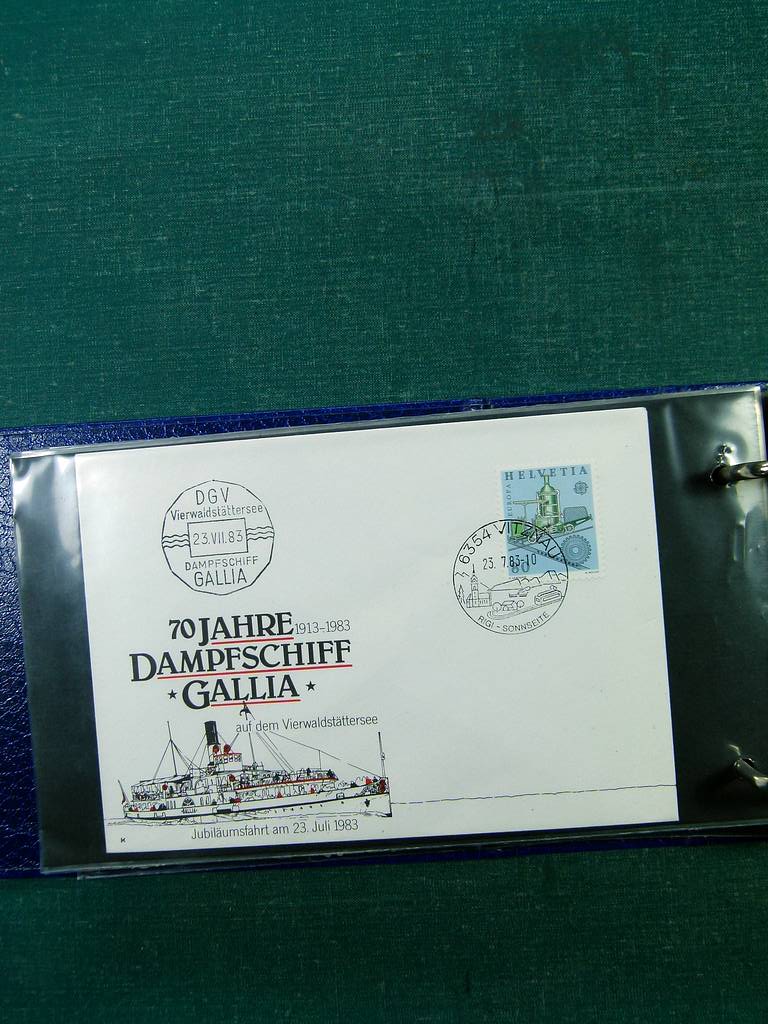 DGV
Vierwaldstättersee
23.VII.83
DAMPFSCHIFF
GALLIA
HELVETIA
EUROPA
80
6354 VITZNAU
23.7.83-10
RIGI - SONNSEITE
70 JAHRE 1913-1983
DAMPFSCHIFF
★ GALLIA ★
auf dem Vierwaldstättersee
Jubiläumsfahrt am 23. Juli 1983
K